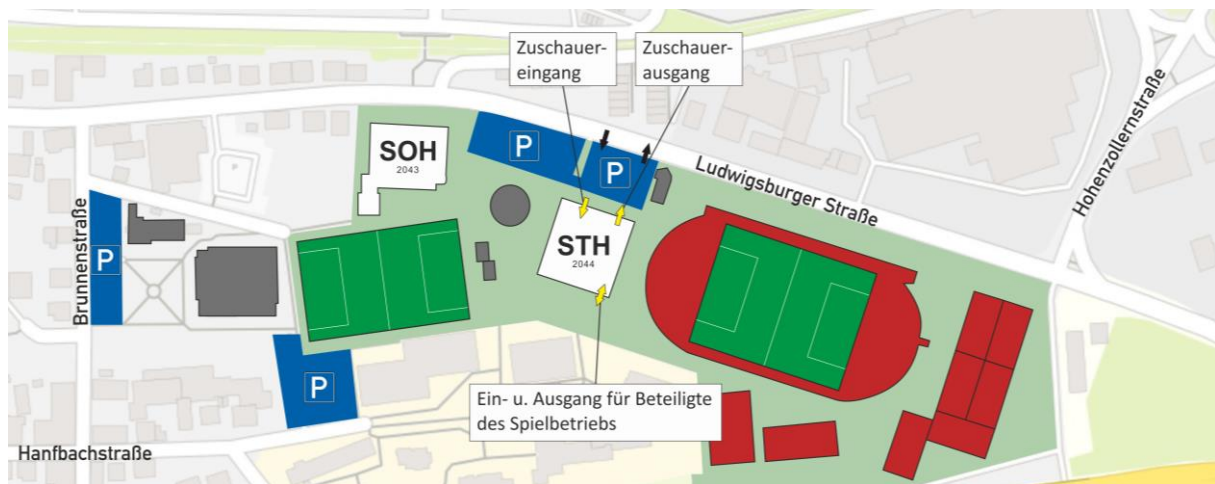 Zuschauer-
eingang
Zuschauer-
ausgang
SOH
2043
P
P
Ludwigsburger Straße
Hohenzollernstraße
Brunnenstraße
P
STH
2044
P
Ein- u. Ausgang für Beteiligte
des Spielbetriebs
Hanfbachstraße